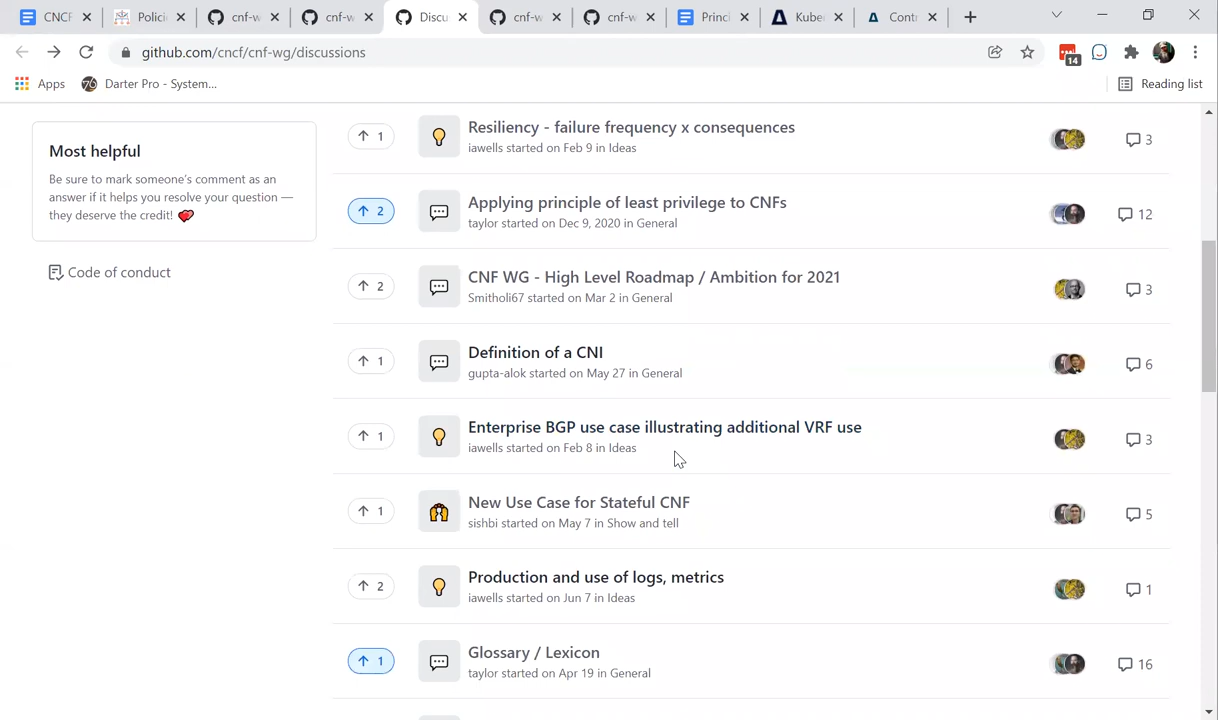 CNCF
Polici
cnf-w
cnf-w
Discu
cnf-w
cnf-w
Princi
Kube
Contr
github.com/cncf/cnf-wg/discussions
14
Apps
Darter Pro - System...
Reading list
Most helpful
Be sure to mark someone's comment as an
answer if it helps you resolve your question —
they deserve the credit!
Code of conduct
1
Resiliency - failure frequency x consequences
iawells started on Feb 9 in Ideas
3
2
Applying principle of least privilege to CNFs
taylor started on Dec 9, 2020 in General
12
2
CNF WG - High Level Roadmap / Ambition for 2021
Smitholi67 started on Mar 2 in General
3
1
Definition of a CNI
gupta-alok started on May 27 in General
6
1
Enterprise BGP use case illustrating additional VRF use
iawells started on Feb 8 in Ideas
3
1
New Use Case for Stateful CNF
sishbi started on May 7 in Show and tell
5
2
Production and use of logs, metrics
iawells started on Jun 7 in Ideas
1
1
Glossary / Lexicon
taylor started on Apr 19 in General
16